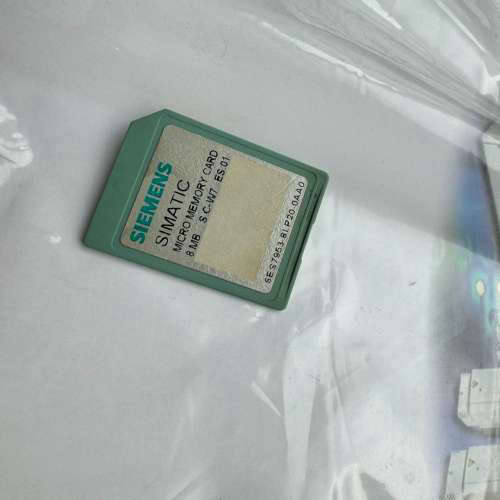 SIEMENS
SIMATIC
MICRO MEMORY CARD
8 MB S C-W7 ES:01
6ES7953-8LP20-0AA0